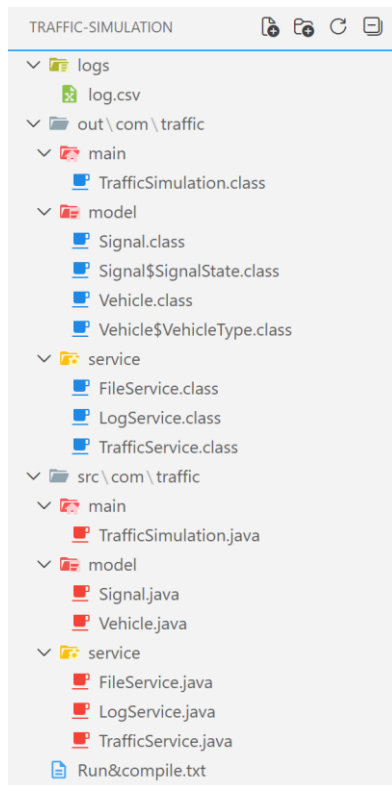 TRAFFIC-SIMULATION
logs
log.csv
out\com\traffic
main
TrafficSimulation.class
model
Signal.class
Signal$SignalState.class
Vehicle.class
Vehicle$VehicleType.class
service
FileService.class
LogService.class
TrafficService.class
src\com\traffic
main
TrafficSimulation.java
model
Signal.java
Vehicle.java
service
FileService.java
LogService.java
TrafficService.java
Run&compile.txt